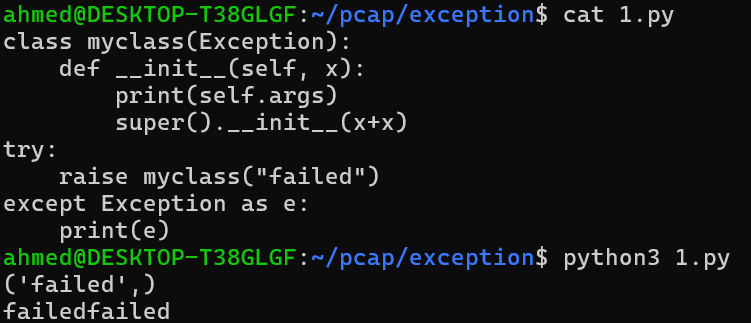 ahmed@DESKTOP-T38GLGF:~/pcap/exception$ cat 1.py
class myclass(Exception):
    def __init__(self, x):
        print(self.args)
        super().__init__(x+x)
try:
    raise myclass("failed")
except Exception as e:
    print(e)
ahmed@DESKTOP-T38GLGF:~/pcap/exception$ python3 1.py
('failed',)
failedfailed